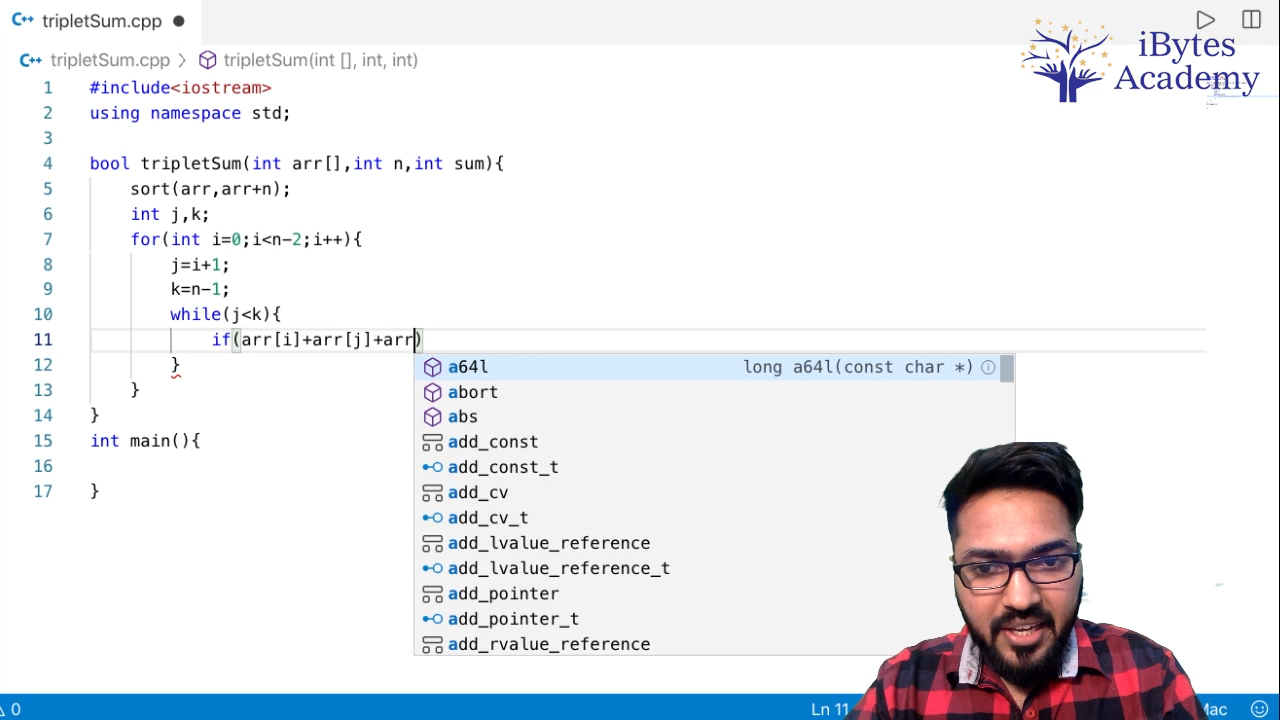 tripletSum.cpp
iBytes
Academy
tripletSum.cpp > tripletSum(int [], int, int)
1 #include<iostream>
2 using namespace std;
3
4 bool tripletSum(int arr[],int n,int sum){
5 sort(arr,arr+n);
6 int j,k;
7 for(int i=0;i<n-2;i++){
8 j=i+1;
9 k=n-1;
10 while(j<k){
11 if(arr[i]+arr[j]+arr)
12 }
13 }
14 }
15 int main(){
16
17 }
a64l long a64l(const char *)
abort
abs
add_const
add_const_t
add_cv
add_cv_t
add_lvalue_reference
add_lvalue_reference_t
add_pointer
add_pointer_t
add_rvalue_reference
0
Ln 11
Mac